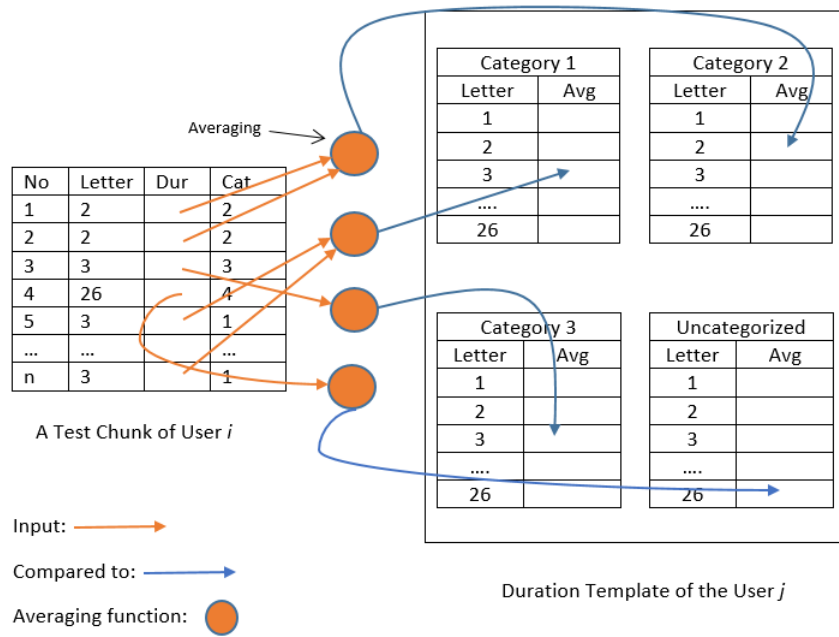 Averaging
No Letter Dur Cat
1 2 2
2 2 2
3 3 3
4 26 4
5 3 1
... ... ...
n 3 1
A Test Chunk of User i
Input:
Compared to:
Averaging function:
Category 1
Letter Avg
1
2
3
....
26
Category 2
Letter Avg
1
2
3
....
26
Category 3
Letter Avg
1
2
3
....
26
Uncategorized
Letter Avg
1
2
3
....
26
Duration Template of the User j